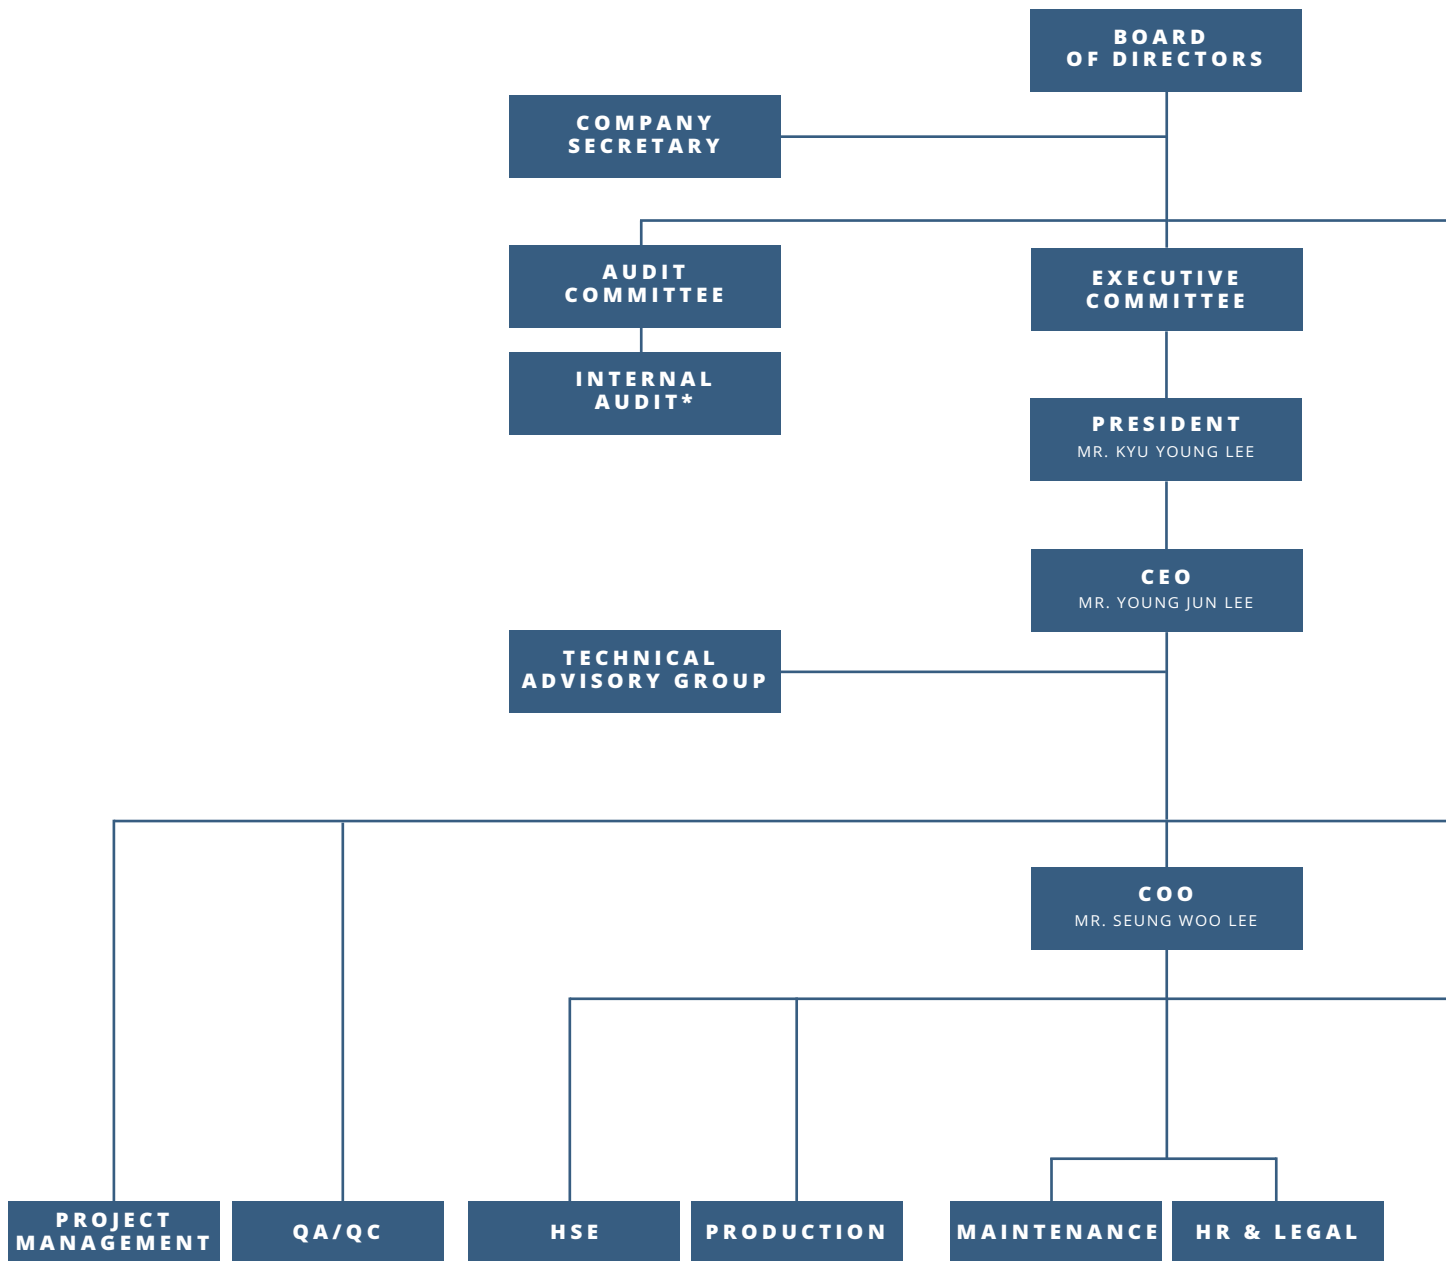 BOARD
OF DIRECTORS
COMPANY
SECRETARY
AUDIT
COMMITTEE
EXECUTIVE
COMMITTEE
INTERNAL
AUDIT*
PRESIDENT
MR. KYU YOUNG LEE
CEO
MR. YOUNG JUN LEE
TECHNICAL
ADVISORY GROUP
COO
MR. SEUNG WOO LEE
PROJECT
MANAGEMENT
QA/QC
HSE
PRODUCTION
MAINTENANCE
HR & LEGAL